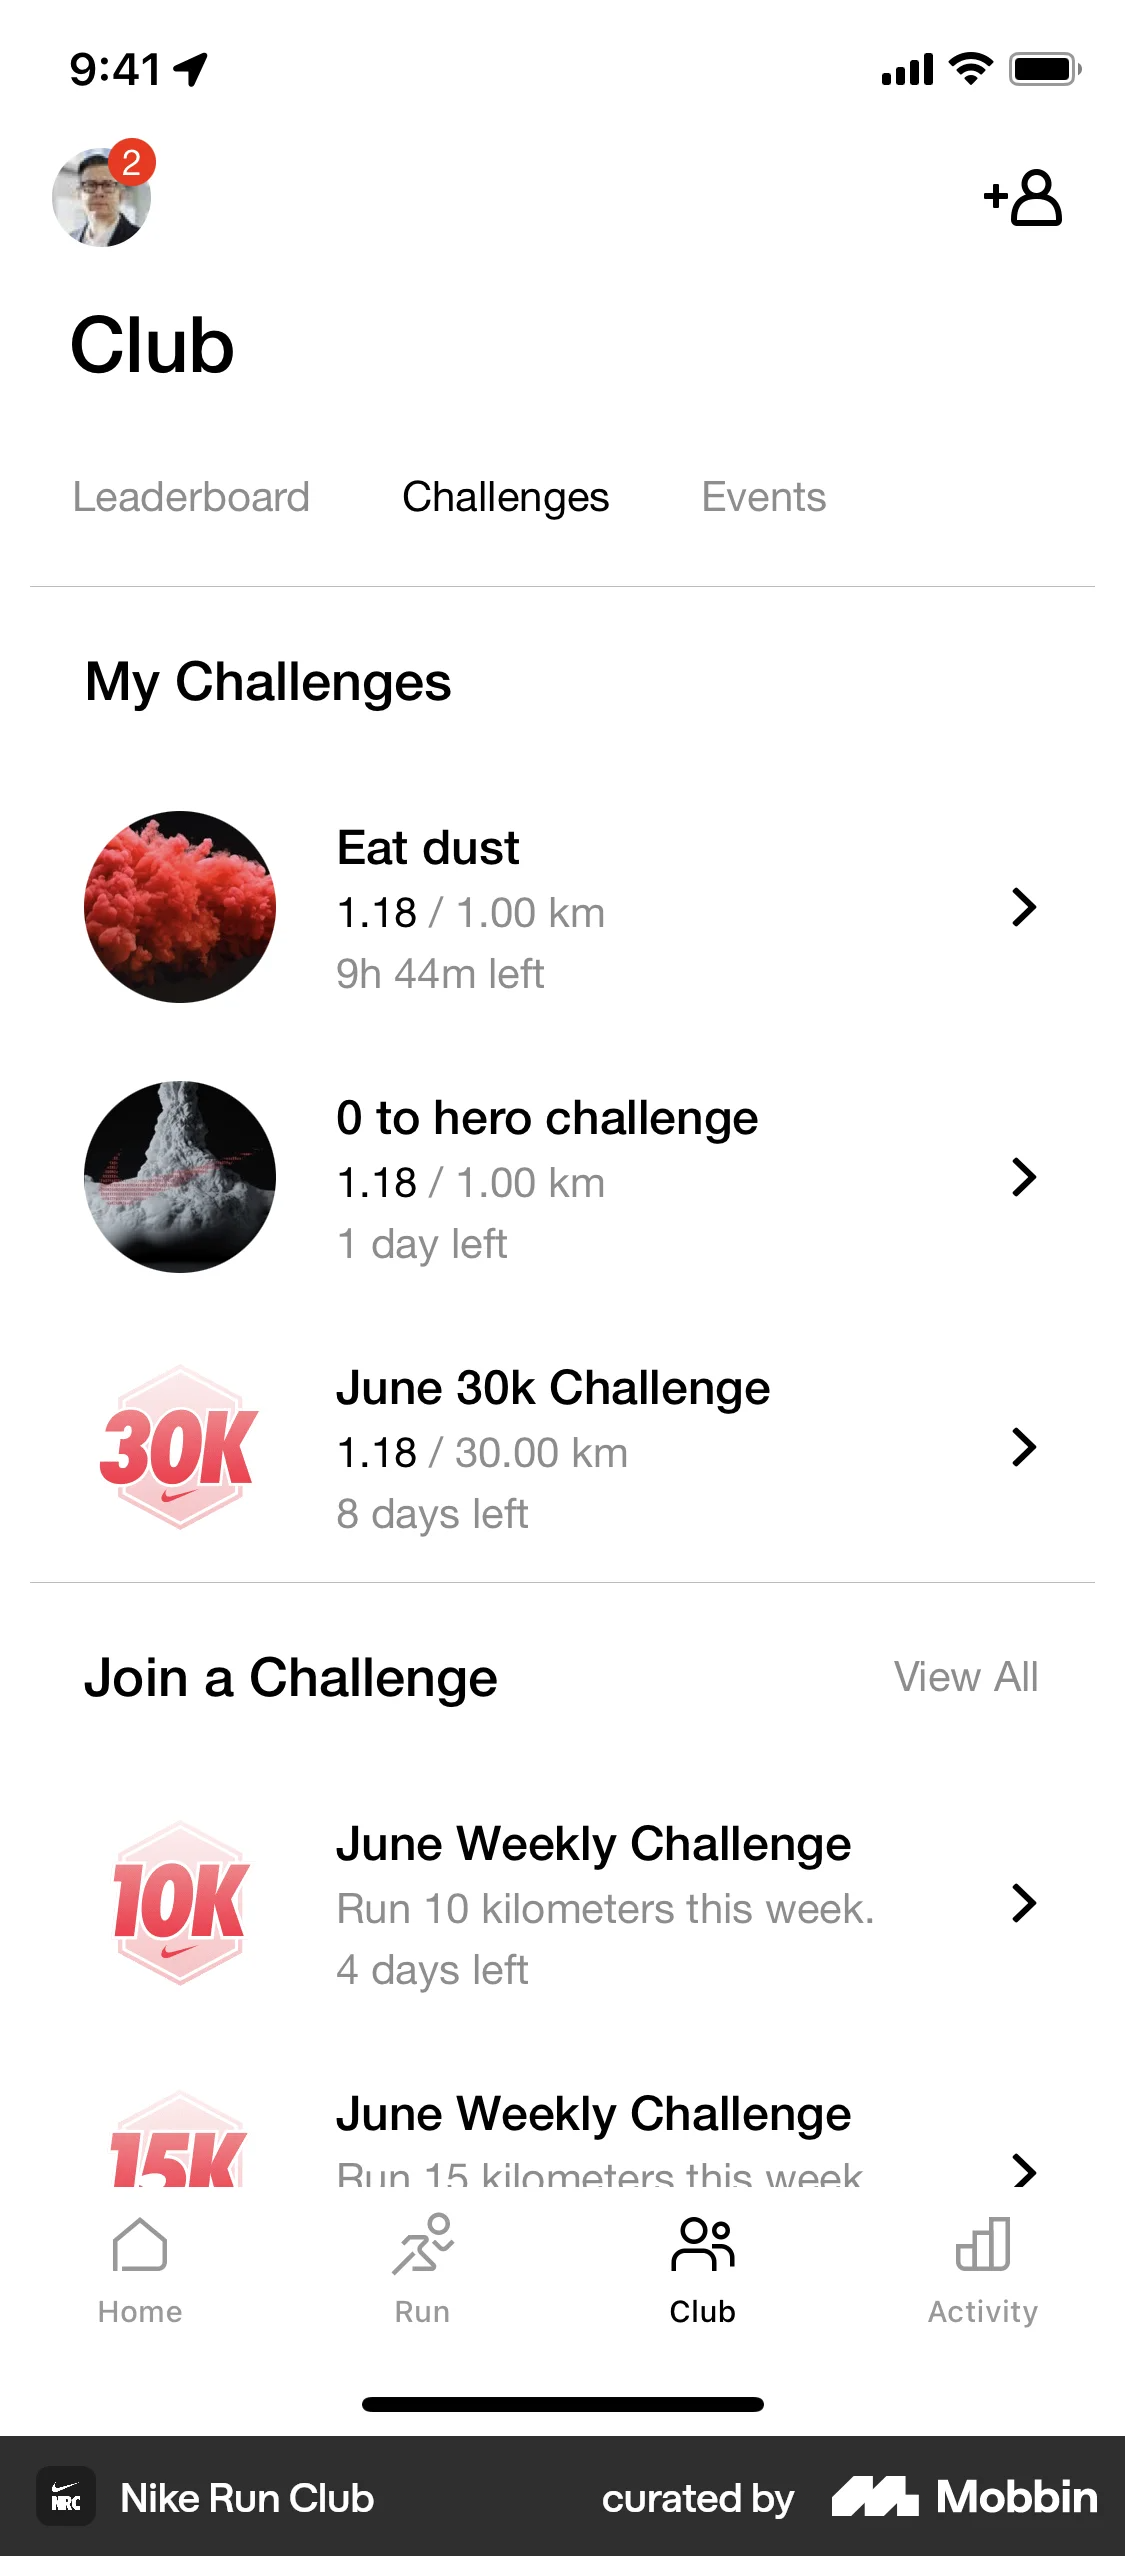 9:41
2
Club
Leaderboard Challenges Events
My Challenges
Eat dust
1.18 / 1.00 km
9h 44m left
0 to hero challenge
1.18 / 1.00 km
1 day left
30K
June 30k Challenge
1.18 / 30.00 km
8 days left
Join a Challenge View All
10K
June Weekly Challenge
Run 10 kilometers this week.
4 days left
15K
June Weekly Challenge
Run 15 kilometers this week
Home Run Club Activity
NRC Nike Run Club curated by Mobbin